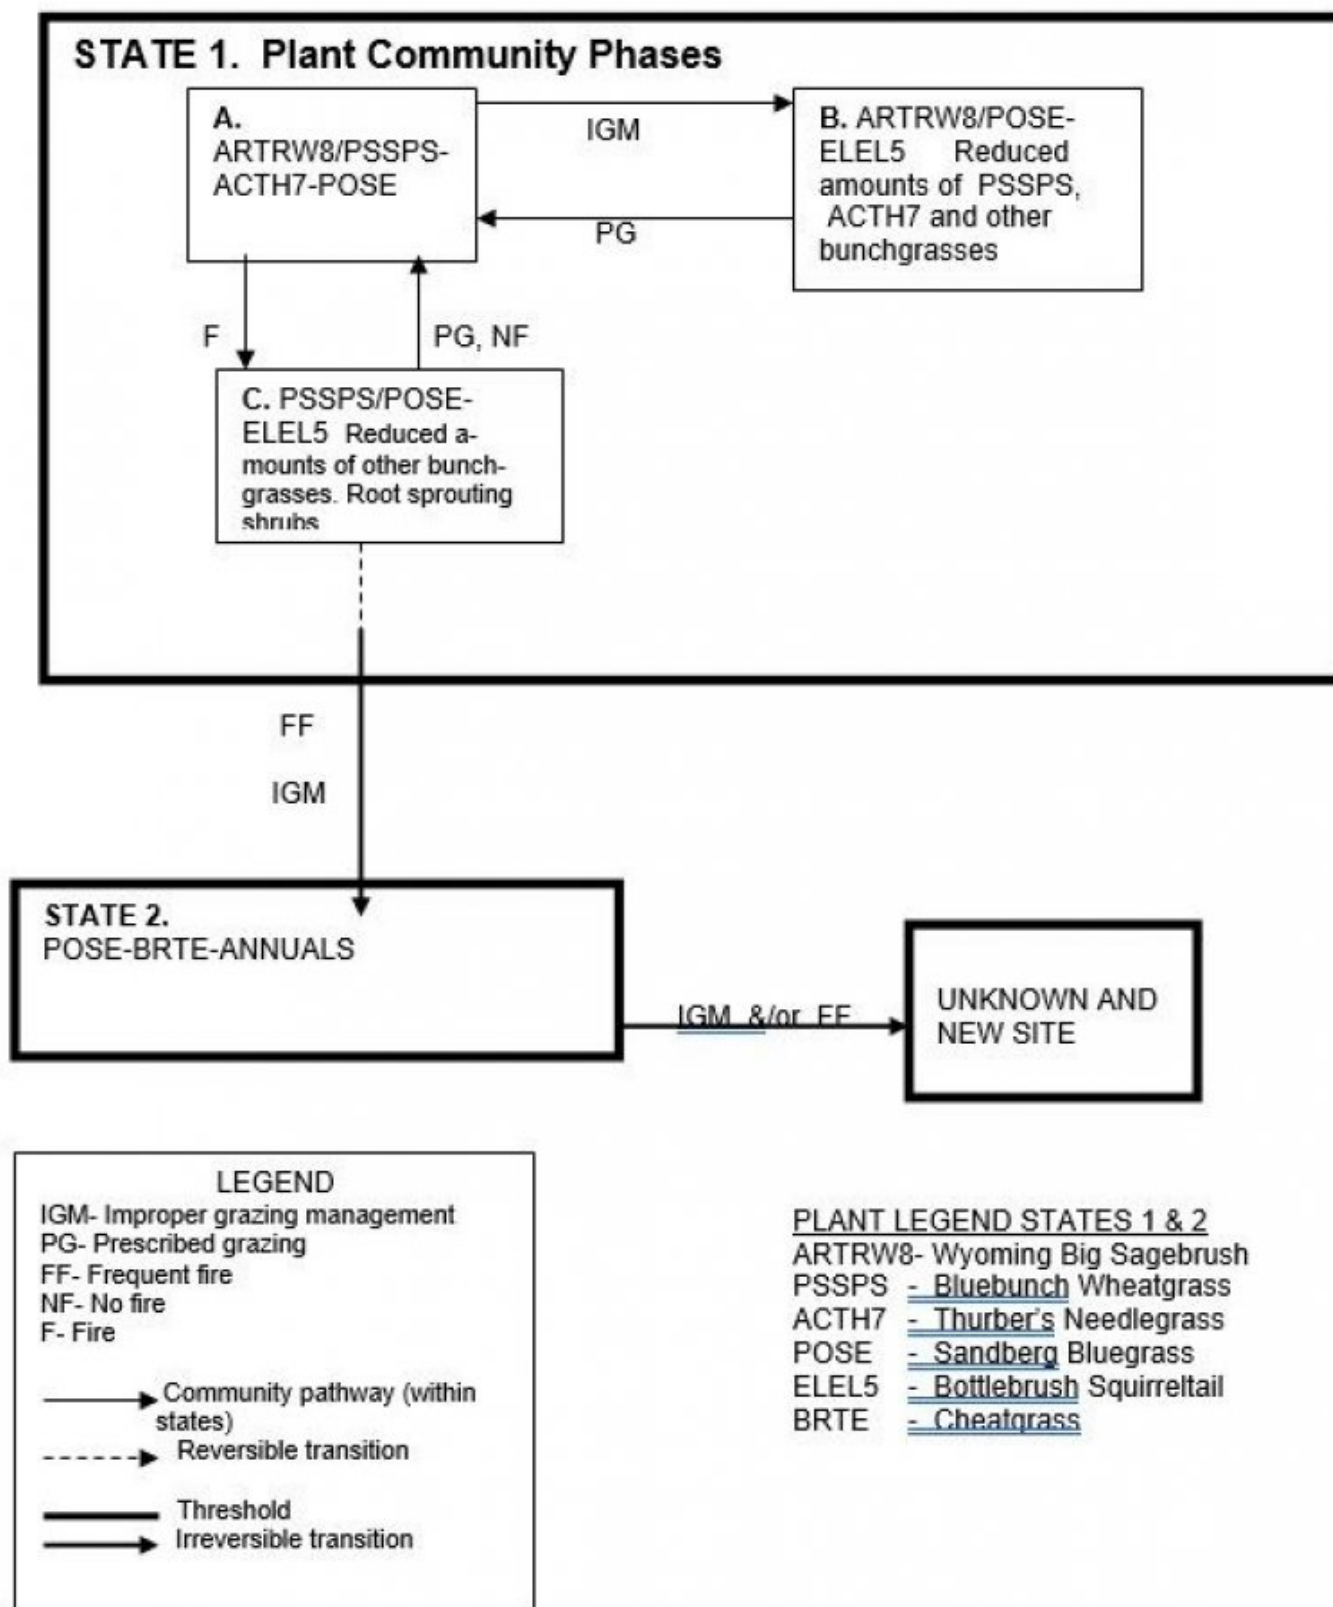 STATE 1. Plant Community Phases
A.
ARTRW8/PSSPS-
ACTH7-POSE
IGM
PG
B. ARTRW8/POSE-
ELEL5 Reduced
amounts of PSSPS,
ACTH7 and other
bunchgrasses
F
PG, NF
C. PSSPS/POSE-
ELEL5 Reduced a-
mounts of other bunch-
grasses. Root sprouting
shrubs
FF
IGM
STATE 2.
POSE-BRTE-ANNUALS
IGM &/or FF
UNKNOWN AND
NEW SITE
LEGEND
IGM- Improper grazing management
PG- Prescribed grazing
FF- Frequent fire
NF- No fire
F- Fire
Community pathway (within
states)
Reversible transition
Threshold
Irreversible transition
PLANT LEGEND STATES 1 & 2
ARTRW8- Wyoming Big Sagebrush
PSSPS - Bluebunch Wheatgrass
ACTH7 - Thurber's Needlegrass
POSE - Sandberg Bluegrass
ELEL5 - Bottlebrush Squirreltail
BRTE - Cheatgrass